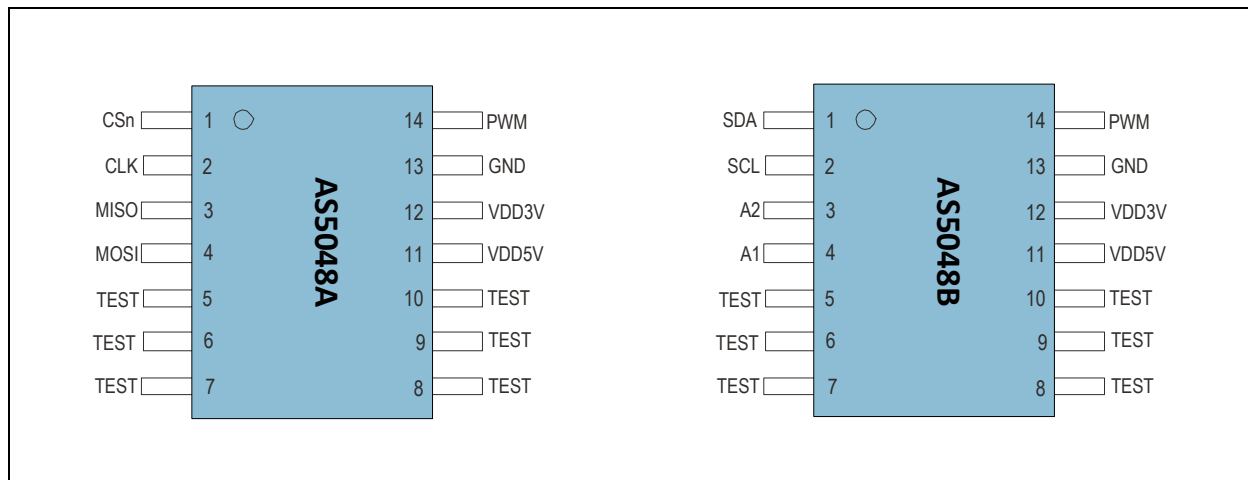 CSn 1 14 PWM
CLK 2 13 GND
MISO 3 12 VDD3V
MOSI 4 11 VDD5V
TEST 5 10 TEST
TEST 6 9 TEST
TEST 7 8 TEST
AS5048A
SDA 1 14 PWM
SCL 2 13 GND
A2 3 12 VDD3V
A1 4 11 VDD5V
TEST 5 10 TEST
TEST 6 9 TEST
TEST 7 8 TEST
AS5048B